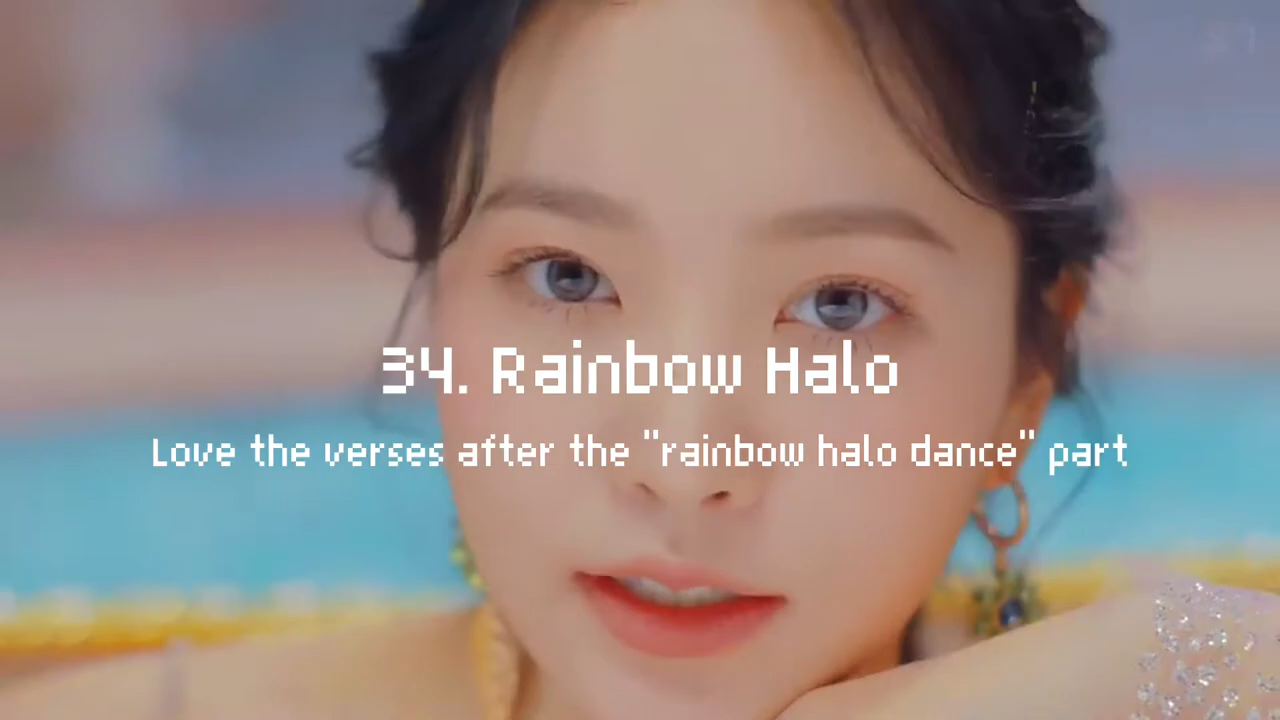 34. Rainbow Halo
Love the verses after the "rainbow halo dance" part